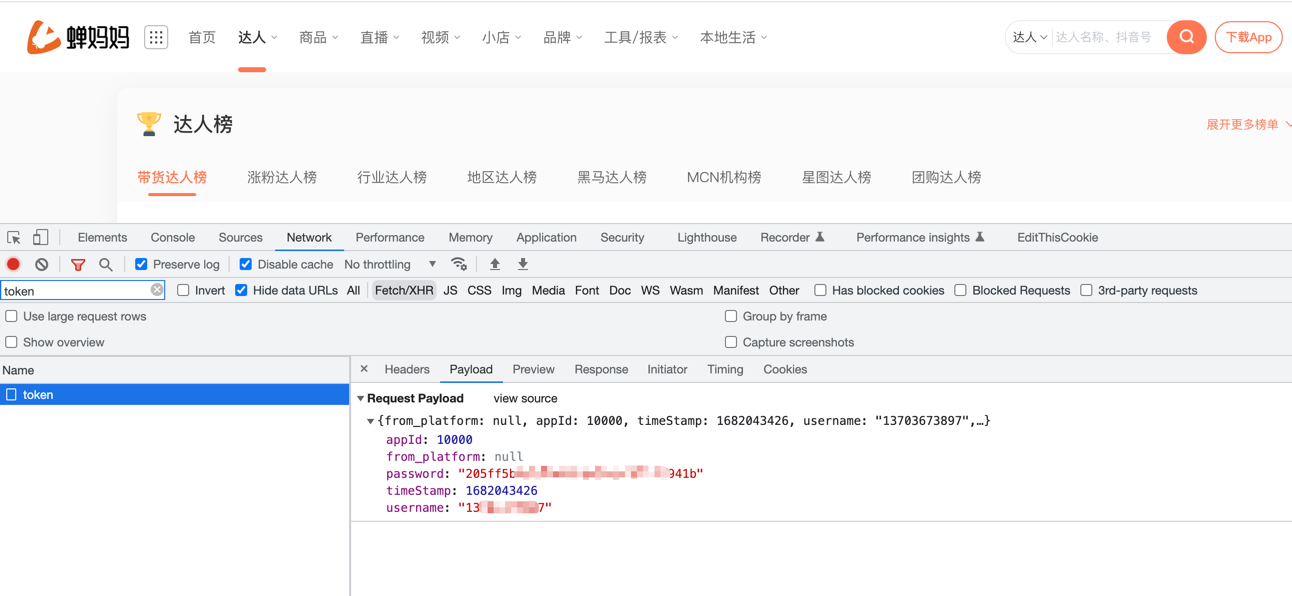 蝉妈妈 首页 达人 商品 直播 视频 小店 品牌 工具/报表 本地生活 达人 达人名称、抖音号 下载App
达人榜 展开更多榜单
带货达人榜 涨粉达人榜 行业达人榜 地区达人榜 黑马达人榜 MCN机构榜 星图达人榜 团购达人榜
Elements Console Sources Network Performance Memory Application Security Lighthouse Recorder Performance insights EditThisCookie
Preserve log Disable cache No throttling
token Invert Hide data URLs All Fetch/XHR JS CSS Img Media Font Doc WS Wasm Manifest Other Has blocked cookies Blocked Requests 3rd-party requests
Use large request rows Group by frame
Show overview Capture screenshots
Name Headers Payload Preview Response Initiator Timing Cookies
token
Request Payload view source
{from_platform: null, appId: 10000, timeStamp: 1682043426, username: "13703673897",…}
appId: 10000
from_platform: null
password: "205ff5b 941b"
timeStamp: 1682043426
username: "13 7"